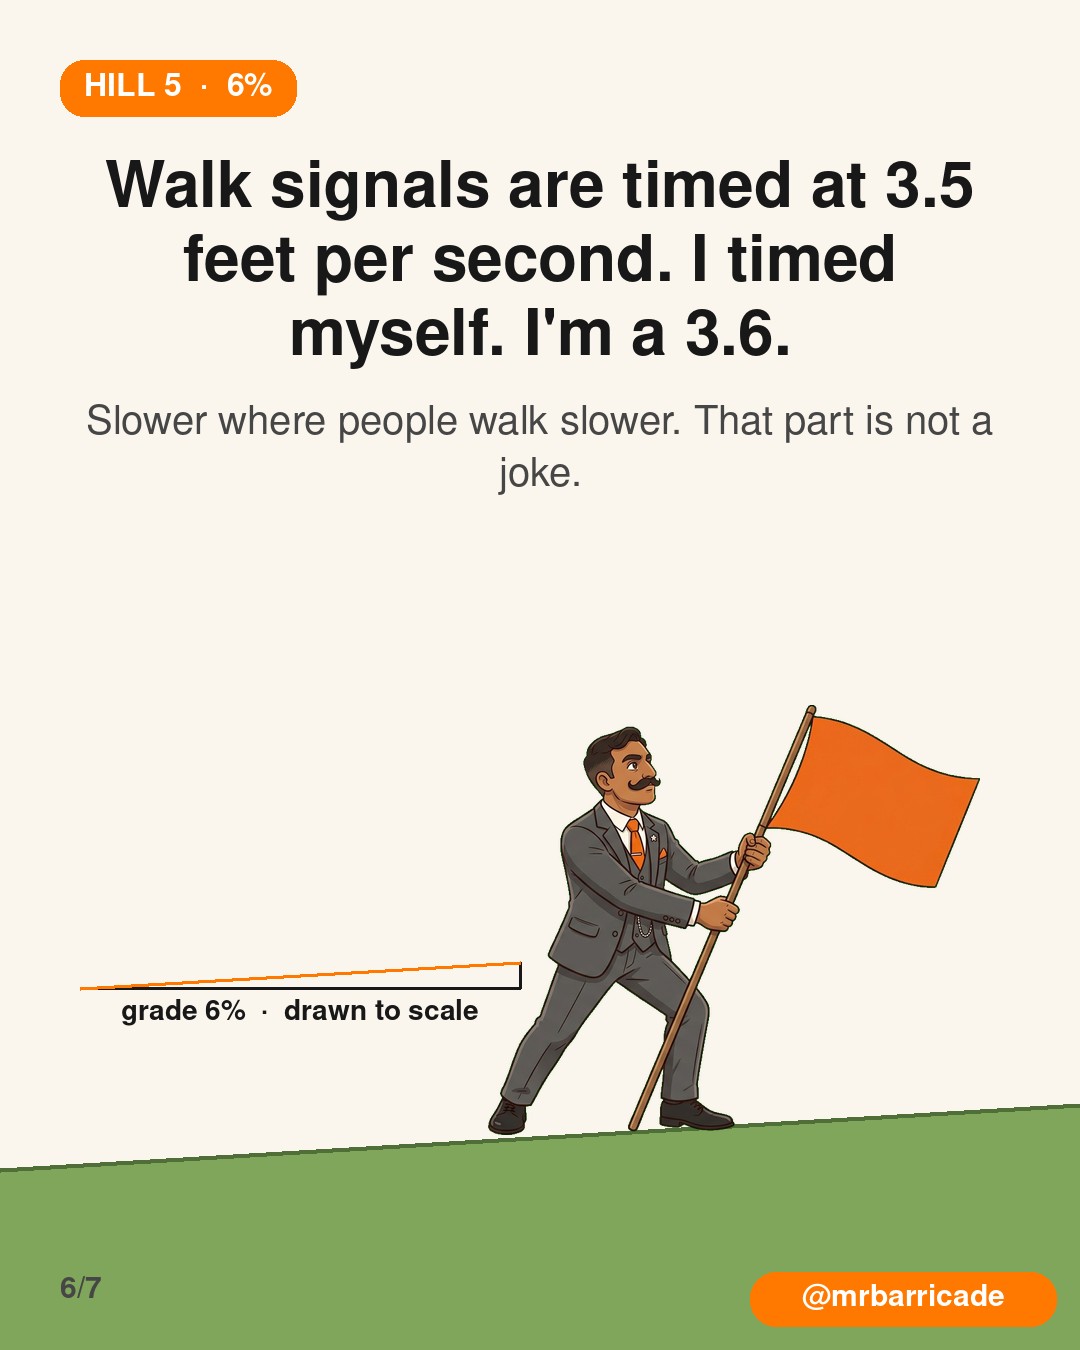 HILL 5 · 6%
Walk signals are timed at 3.5
feet per second. I timed
myself. I'm a 3.6.
Slower where people walk slower. That part is not a
joke.
grade 6% · drawn to scale
6/7
@mrbarricade